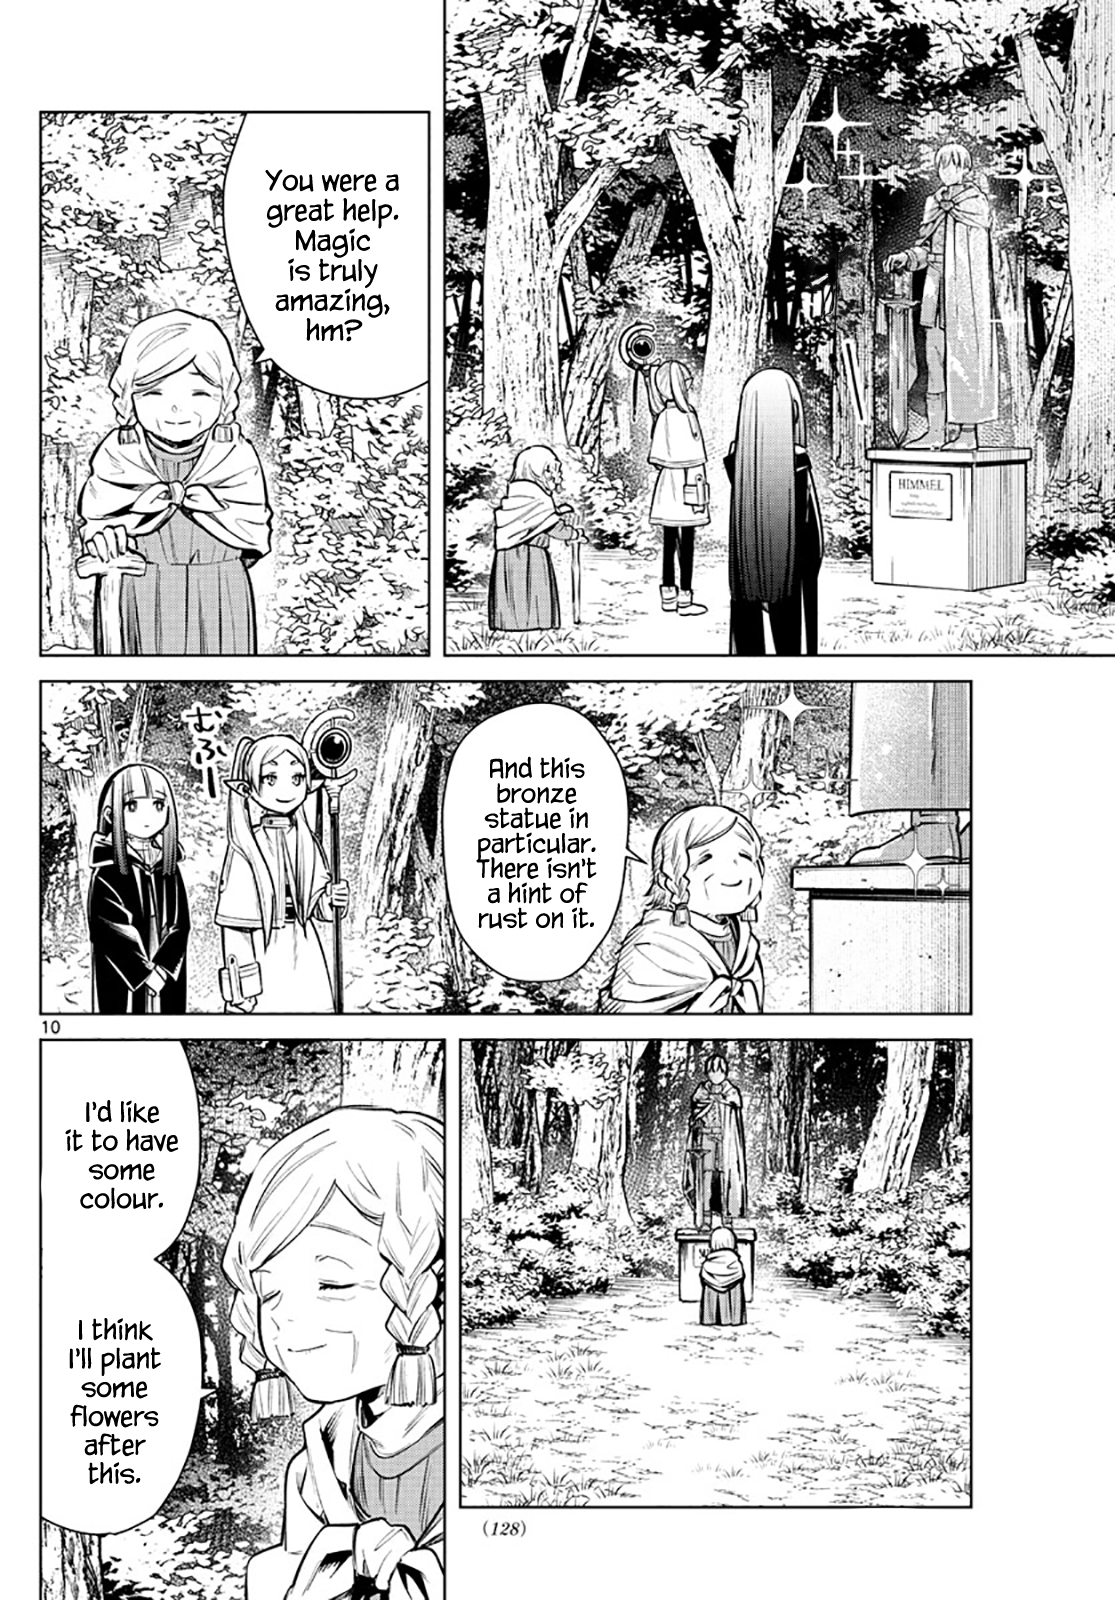 HIMMEL
You were a
great help.
Magic
is truly
amazing,
hm?
And this
bronze
statue in
particular.
There isn't
a hint of
rust on it.
むふー
10
(128)
I'd like
it to have
some
colour.
I think
I'll plant
some
flowers
after
this.